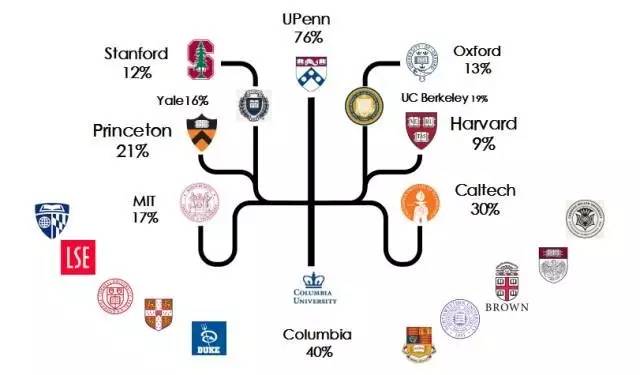 UPenn
76%
Stanford
12%
Oxford
13%
Yale16%
UC Berkeley 19%
Princeton
21%
Harvard
9%
MIT
17%
Caltech
30%
LSE
BROWN
COLUMBIA
UNIVERSITY
DUKE
Columbia
40%